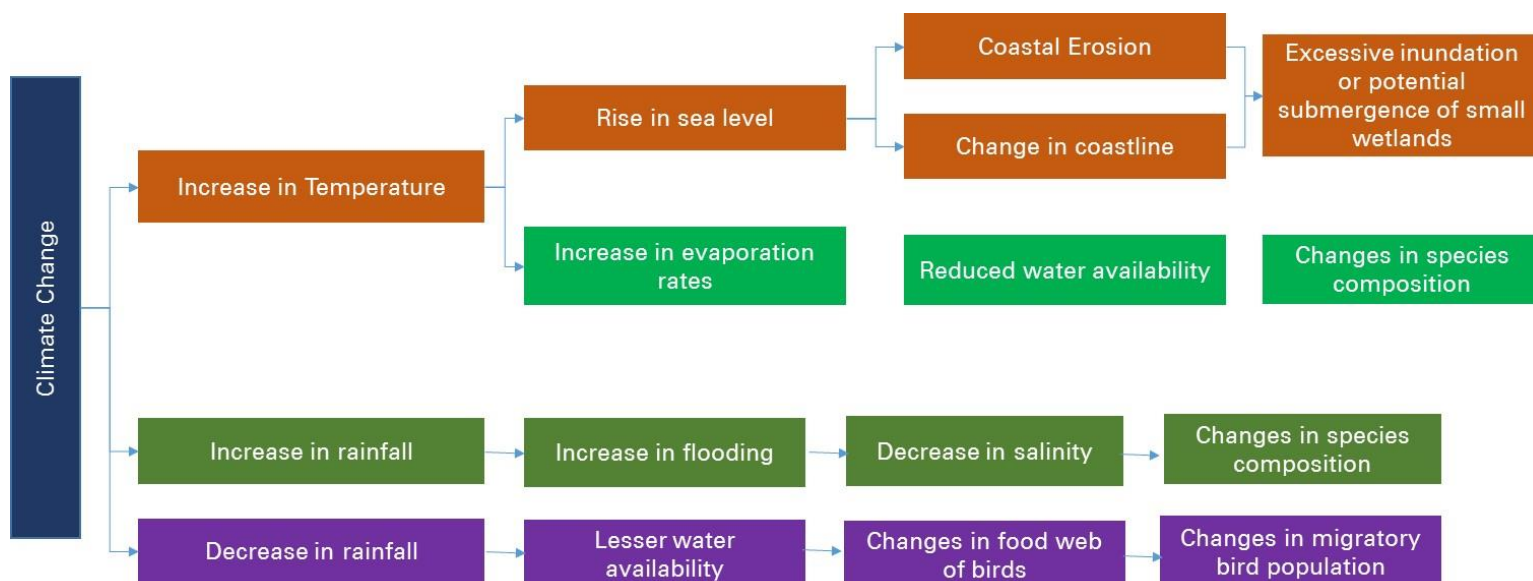 Climate Change
Increase in Temperature
Rise in sea level
Coastal Erosion
Change in coastline
Excessive inundation
or potential
submergence of small
wetlands
Increase in evaporation
rates
Reduced water availability
Changes in species
composition
Increase in rainfall
Increase in flooding
Decrease in salinity
Changes in species
composition
Decrease in rainfall
Lesser water
availability
Changes in food web
of birds
Changes in migratory
bird population